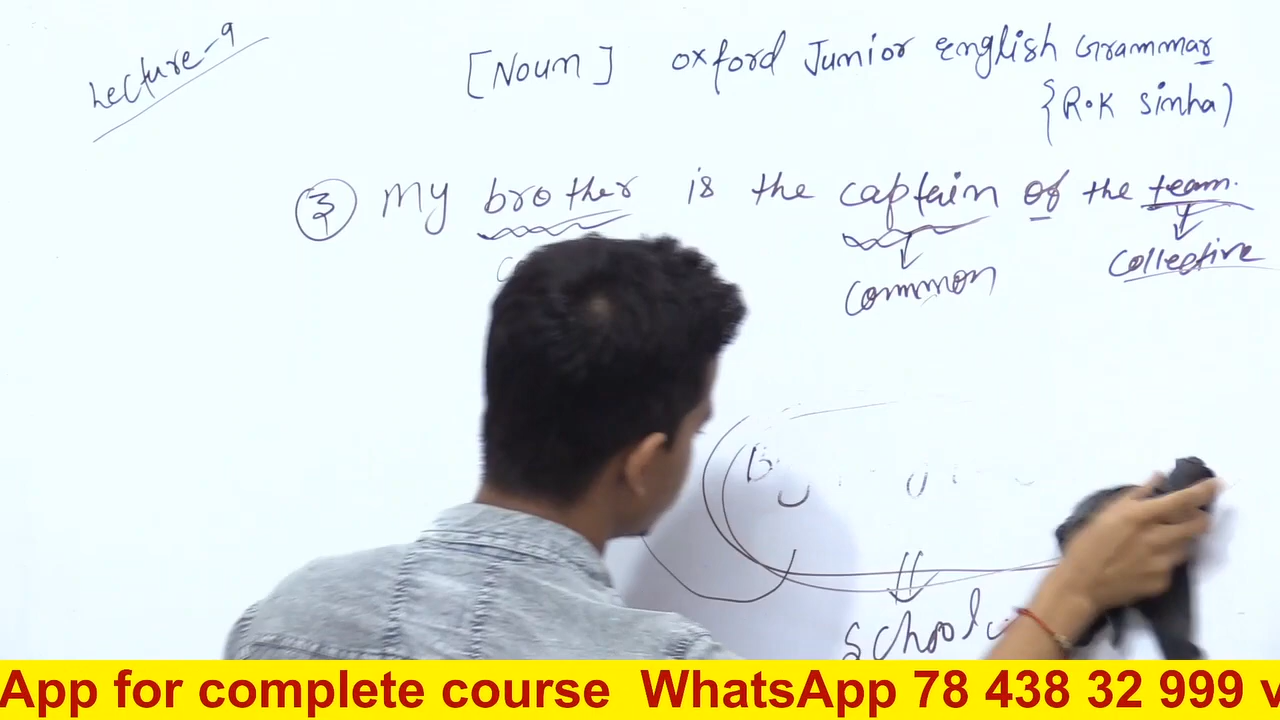 Lecture-9
[Noun] Oxford Junior English Grammar
{R.K Sinha)
③ My brother is the captain of the team.
Common
Collective
School
App for complete course WhatsApp 78 438 32 999